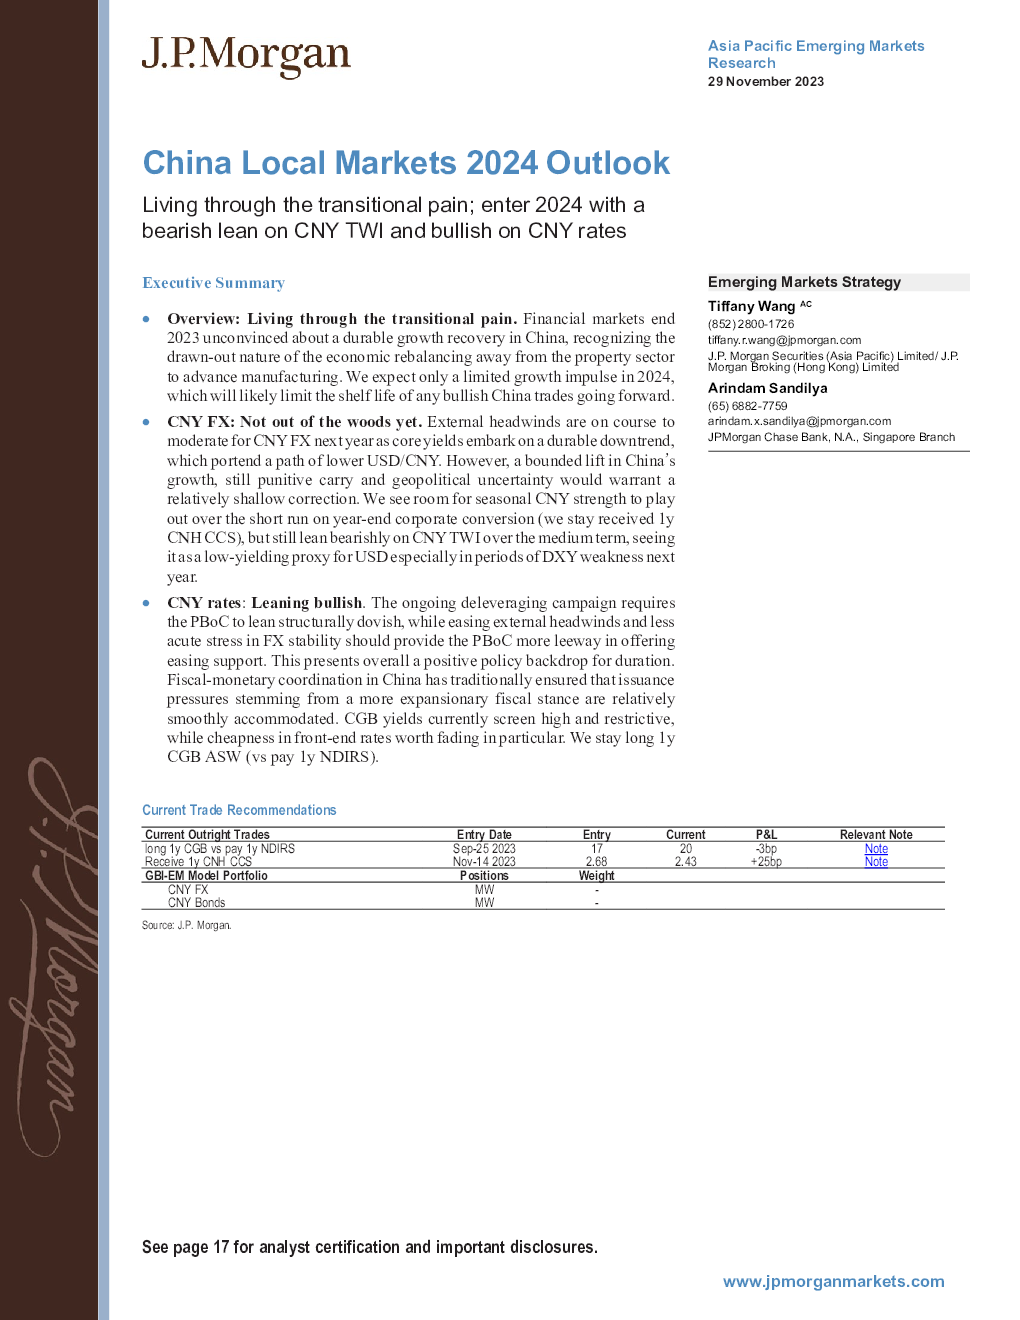 J.P.Morgan
Asia Pacific Emerging Markets
Research
29 November 2023
China Local Markets 2024 Outlook
Living through the transitional pain; enter 2024 with a
bearish lean on CNY TWI and bullish on CNY rates
Executive Summary
• Overview: Living through the transitional pain. Financial markets end
2023 unconvinced about a durable growth recovery in China, recognizing the
drawn-out nature of the economic rebalancing away from the property sector
to advance manufacturing. We expect only a limited growth impulse in 2024,
which will likely limit the shelf life of any bullish China trades going forward.
• CNY FX: Not out of the woods yet. External headwinds are on course to
moderate for CNY FX next year as core yields embark on a durable downtrend,
which portend a path of lower USD/CNY. However, a bounded lift in China's
growth, still punitive carry and geopolitical uncertainty would warrant a
relatively shallow correction. We see room for seasonal CNY strength to play
out over the short run on year-end corporate conversion (we stay received 1y
CNH CCS), but still lean bearishly on CNY TWI over the medium term, seeing
it as a low-yielding proxy for USD especially in periods of DXY weakness next
year.
• CNY rates: Leaning bullish. The ongoing deleveraging campaign requires
the PBoC to lean structurally dovish, while easing external headwinds and less
acute stress in FX stability should provide the PBoC more leeway in offering
easing support. This presents overall a positive policy backdrop for duration.
Fiscal-monetary coordination in China has traditionally ensured that issuance
pressures stemming from a more expansionary fiscal stance are relatively
smoothly accommodated. CGB yields currently screen high and restrictive,
while cheapness in front-end rates worth fading in particular. We stay long 1y
CGB ASW (vs pay 1y NDIRS).
Emerging Markets Strategy
Tiffany Wang AC
(852) 2800-1726
tiffany.r.wang@jpmorgan.com
J.P. Morgan Securities (Asia Pacific) Limited/ J.P.
Morgan Broking (Hong Kong) Limited
Arindam Sandilya
(65) 6882-7759
arindam.x.sandilya@jpmorgan.com
JPMorgan Chase Bank, N.A., Singapore Branch
Current Trade Recommendations
Current Outright Trades Entry Date Entry Current P&L Relevant Note
long 1y CGB vs pay 1y NDIRS Sep-25 2023 17 20 -3bp Note
Receive 1y CNH CCS Nov-14 2023 2.68 2.43 +25bp Note
GBI-EM Model Portfolio Positions Weight
CNY FX MW -
CNY Bonds MW -
Source: J.P. Morgan.
J.P.Morgan
See page 17 for analyst certification and important disclosures.
www.jpmorganmarkets.com